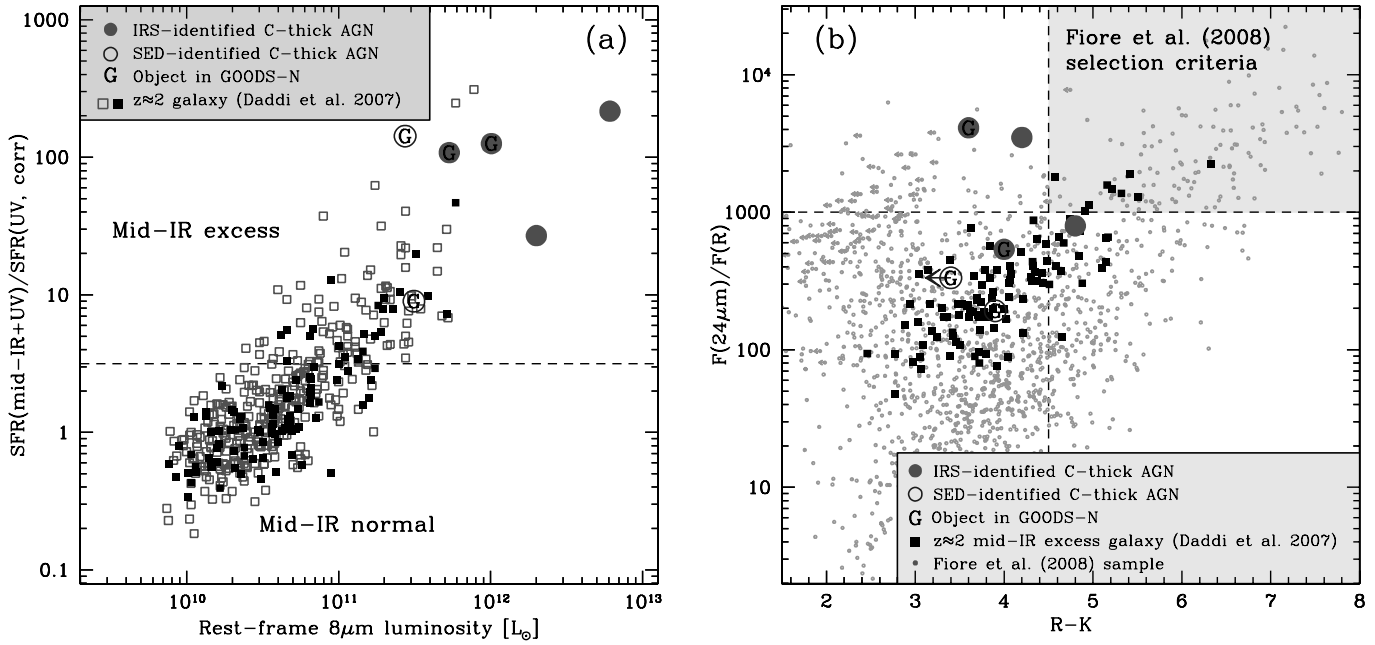 (a)
IRS-identified C-thick AGN
SED-identified C-thick AGN
G Object in GOODS-N
z≈2 galaxy (Daddi et al. 2007)
G
G
G
G
Mid-IR excess
Mid-IR normal
SFR(mid-IR+UV)/SFR(UV, corr)
1000
100
10
1
0.1
10¹⁰
10¹¹
10¹²
10¹³
Rest-frame 8μm luminosity [L☉]
(b)
Fiore et al. (2008)
selection criteria
G
G
G
G
IRS-identified C-thick AGN
SED-identified C-thick AGN
G Object in GOODS-N
z≈2 mid-IR excess galaxy (Daddi et al. 2007)
Fiore et al. (2008) sample
F(24μm)/F(R)
10⁴
1000
100
10
2 3 4 5 6 7 8
R-K